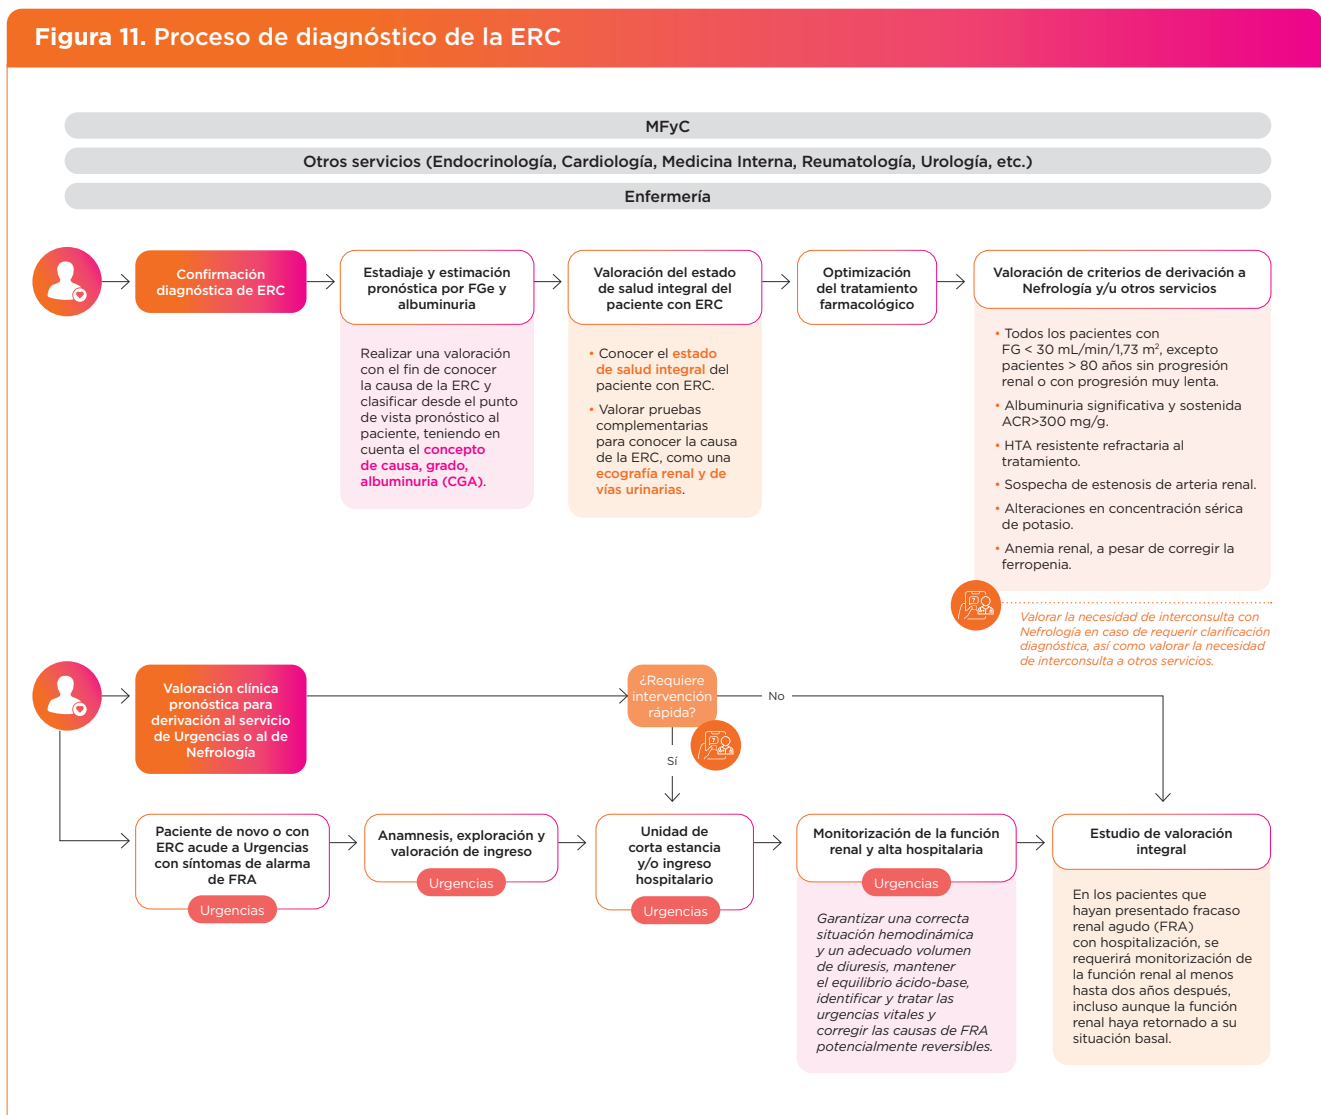 Figura 11. Proceso de diagnóstico de la ERC
MFyC
Otros servicios (Endocrinología, Cardiología, Medicina Interna, Reumatología, Urología, etc.)
Enfermería
Confirmación
diagnóstica de ERC
Estadiaje y estimación
pronóstica por FGe y
albuminuria
Realizar una valoración
con el fin de conocer
la causa de la ERC y
clasificar desde el punto
de vista pronóstico al
paciente, teniendo en
cuenta el concepto
de causa, grado,
albuminuria (CGA).
Valoración del estado
de salud integral del
paciente con ERC
• Conocer el estado
de salud integral del
paciente con ERC.
• Valorar pruebas
complementarias
para conocer la causa
de la ERC, como una
ecografía renal y de
vías urinarias.
Optimización
del tratamiento
farmacológico
Valoración de criterios de derivación a
Nefrología y/u otros servicios
• Todos los pacientes con
FG < 30 mL/min/1,73 m², excepto
pacientes > 80 años sin progresión
renal o con progresión muy lenta.
• Albuminuria significativa y sostenida
ACR>300 mg/g.
• HTA resistente refractaria al
tratamiento.
• Sospecha de estenosis de arteria renal.
• Alteraciones en concentración sérica
de potasio.
• Anemia renal, a pesar de corregir la
ferropenia.
Valorar la necesidad de interconsulta con
Nefrología en caso de requerir clarificación
diagnóstica, así como valorar la necesidad
de interconsulta a otros servicios.
Valoración clínica
pronóstica para
derivación al servicio
de Urgencias o al de
Nefrología
¿Requiere
intervención
rápida?
No
Sí
Paciente de novo o con
ERC acude a Urgencias
con síntomas de alarma
de FRA
Urgencias
Anamnesis, exploración y
valoración de ingreso
Urgencias
Unidad de
corta estancia
y/o ingreso
hospitalario
Urgencias
Monitorización de la función
renal y alta hospitalaria
Urgencias
Garantizar una correcta
situación hemodinámica
y un adecuado volumen
de diuresis, mantener
el equilibrio ácido-base,
identificar y tratar las
urgencias vitales y
corregir las causas de FRA
potencialmente reversibles.
Estudio de valoración
integral
En los pacientes que
hayan presentado fracaso
renal agudo (FRA)
con hospitalización, se
requerirá monitorización de
la función renal al menos
hasta dos años después,
incluso aunque la función
renal haya retornado a su
situación basal.